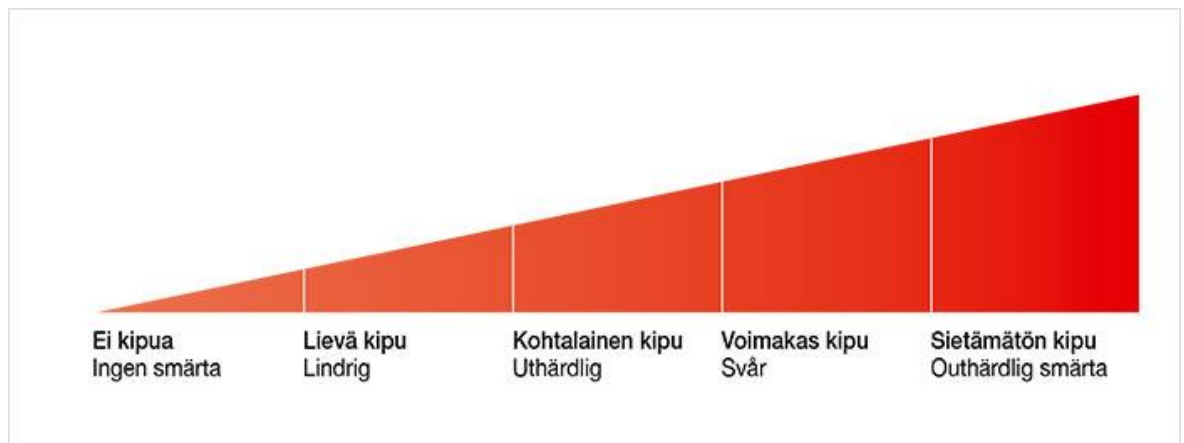 Ei kipua
Ingen smärta
Lievä kipu
Lindrig
Kohtalainen kipu
Uthärdlig
Voimakas kipu
Svår
Sietämätön kipu
Outhärdlig smärta